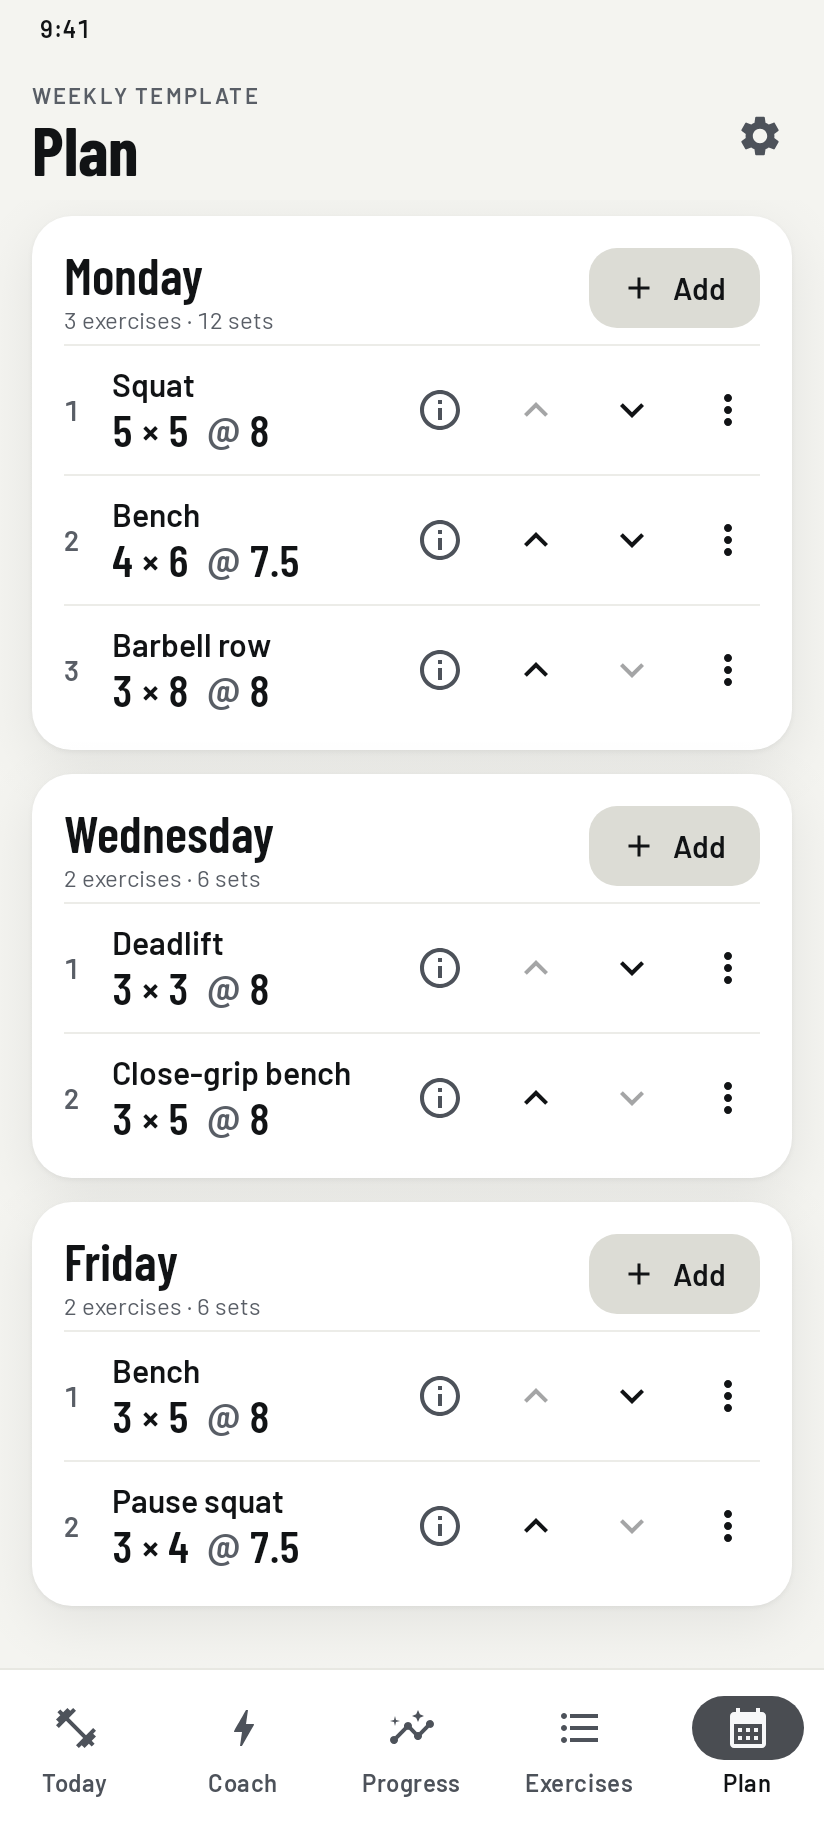 9:41
WEEKLY TEMPLATE
Plan
Monday
3 exercises · 12 sets
+ Add
1
Squat
5 × 5 @ 8
2
Bench
4 × 6 @ 7.5
3
Barbell row
3 × 8 @ 8
Wednesday
2 exercises · 6 sets
+ Add
1
Deadlift
3 × 3 @ 8
2
Close-grip bench
3 × 5 @ 8
Friday
2 exercises · 6 sets
+ Add
1
Bench
3 × 5 @ 8
2
Pause squat
3 × 4 @ 7.5
Today Coach Progress Exercises Plan